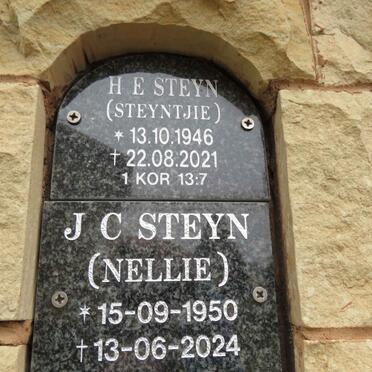 H E STEYN
(STEYNTJIE)
* 13.10.1946
† 22.08.2021
1 KOR 13:7
J C STEYN
(NELLIE)
* 15-09-1950
† 13-06-2024